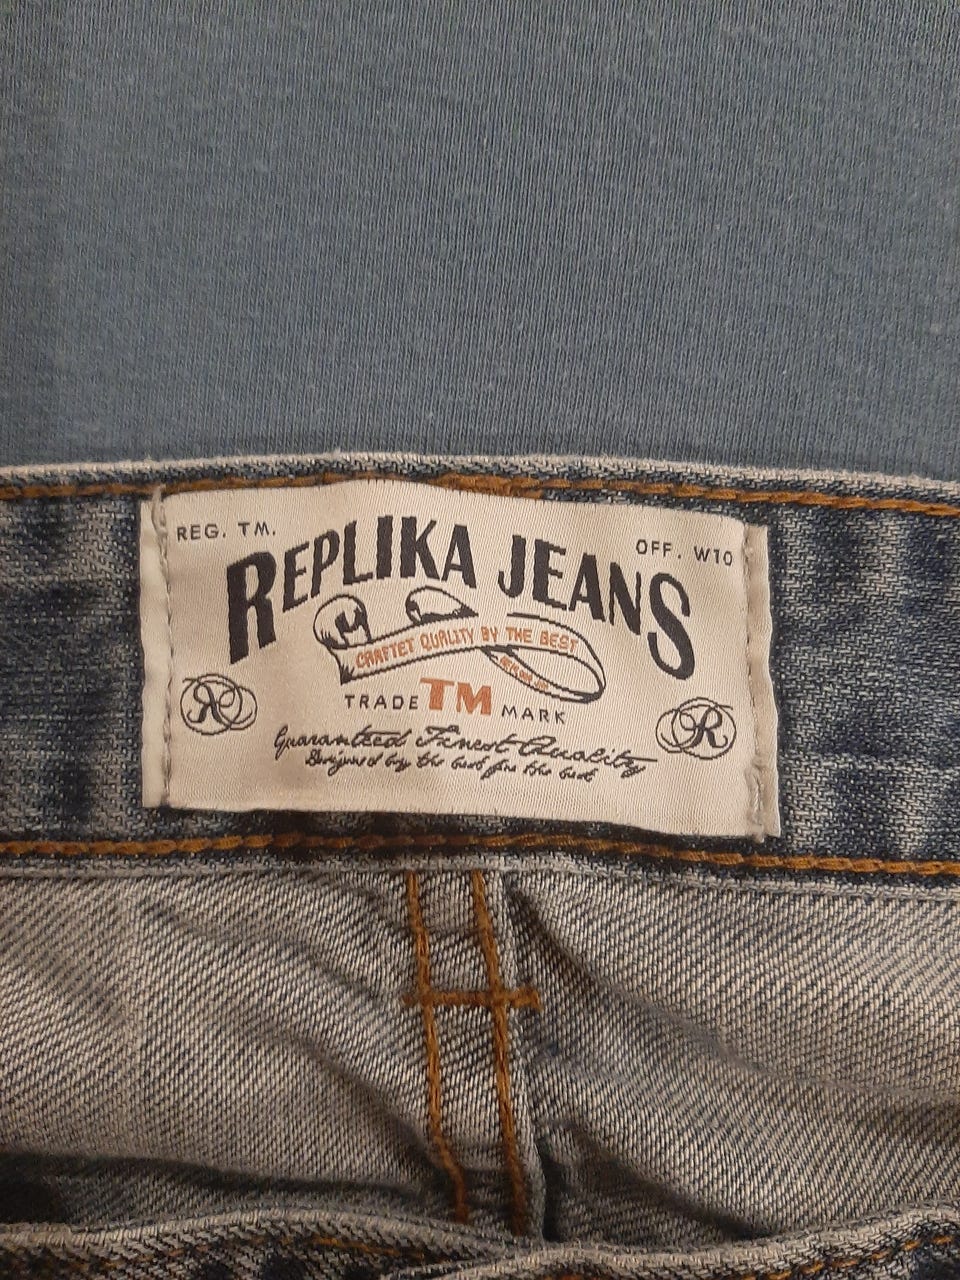 REG. TM.
OFF. W10
REPLIKA JEANS
CRAFTET QUALITY BY THE BEST
TRADE TM MARK
R
R
Guaranteed Finest Quality
Designed by the best for the best